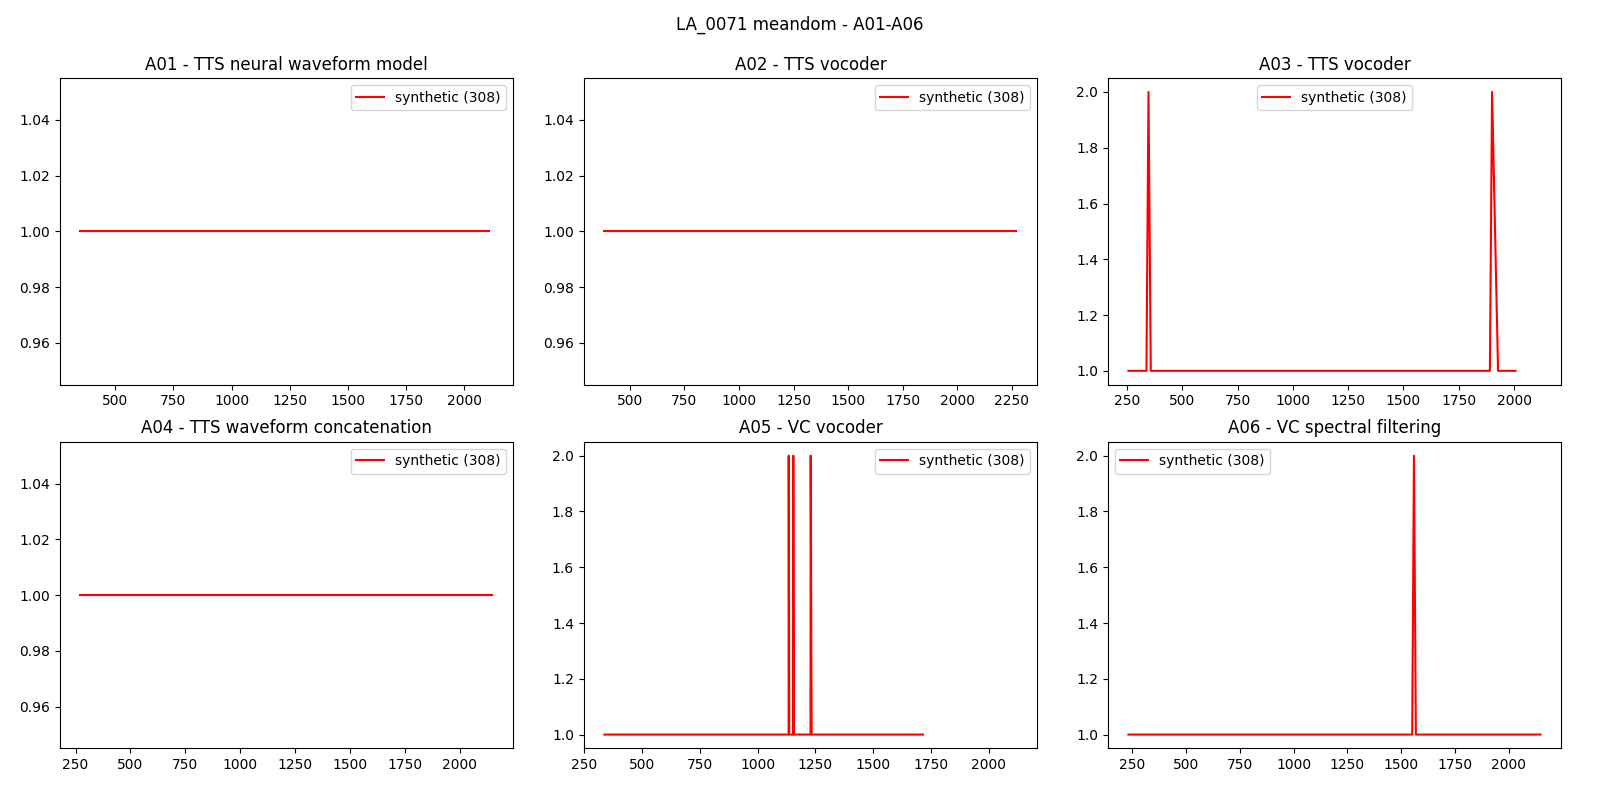 LA_0071 meandom - A01-A06
A01 - TTS neural waveform model
synthetic (308)
1.04
1.02
1.00
0.98
0.96
500 750 1000 1250 1500 1750 2000
A02 - TTS vocoder
synthetic (308)
1.04
1.02
1.00
0.98
0.96
500 750 1000 1250 1500 1750 2000 2250
A03 - TTS vocoder
synthetic (308)
2.0
1.8
1.6
1.4
1.2
1.0
250 500 750 1000 1250 1500 1750 2000
A04 - TTS waveform concatenation
synthetic (308)
1.04
1.02
1.00
0.98
0.96
250 500 750 1000 1250 1500 1750 2000
A05 - VC vocoder
synthetic (308)
2.0
1.8
1.6
1.4
1.2
1.0
250 500 750 1000 1250 1500 1750 2000
A06 - VC spectral filtering
synthetic (308)
2.0
1.8
1.6
1.4
1.2
1.0
250 500 750 1000 1250 1500 1750 2000